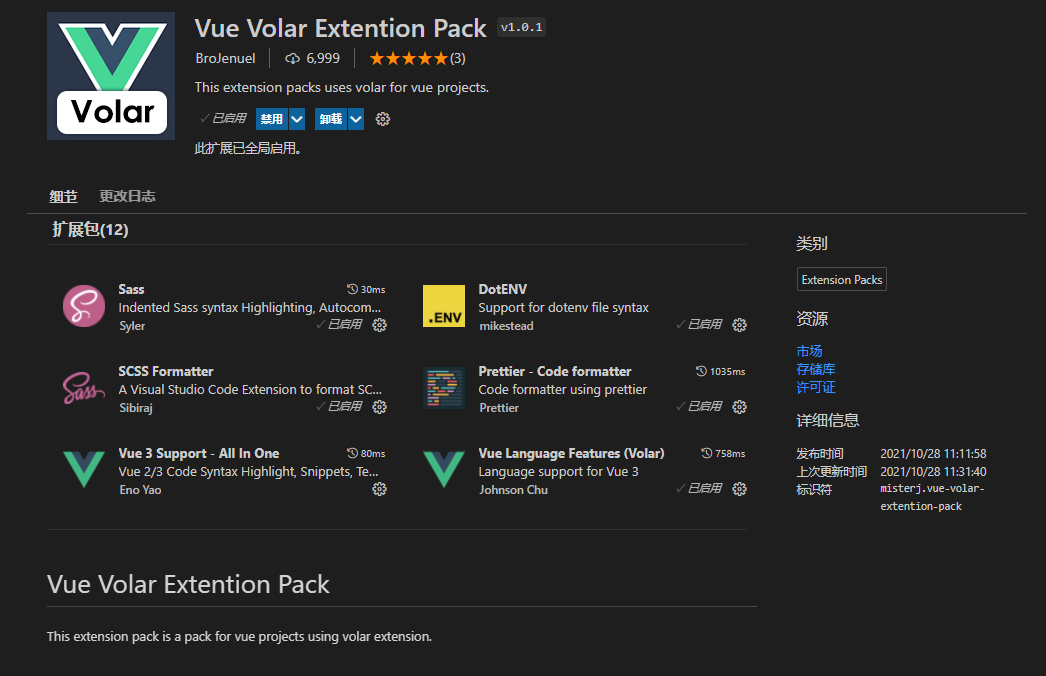 Vue Volar Extention Pack v1.0.1
BroJenuel 6,999 (3)
This extension packs uses volar for vue projects.
已启用 禁用 卸载
此扩展已全局启用。
Volar
细节 更改日志
扩展包(12)
Sass 30ms
Indented Sass syntax Highlighting, Autocom...
Syler 已启用
DotENV
Support for dotenv file syntax
mikestead 已启用
.ENV
SCSS Formatter
A Visual Studio Code Extension to format SC...
Sibiraj 已启用
Sass
Prettier - Code formatter 1035ms
Code formatter using prettier
Prettier 已启用
Vue 3 Support - All In One 80ms
Vue 2/3 Code Syntax Highlight, Snippets, Te...
Eno Yao
Vue Language Features (Volar) 758ms
Language support for Vue 3
Johnson Chu 已启用
Vue Volar Extention Pack
This extension pack is a pack for vue projects using volar extension.
类别
Extension Packs
资源
市场
存储库
许可证
详细信息
发布时间 2021/10/28 11:11:58
上次更新时间 2021/10/28 11:31:40
标识符 misterj.vue-volar-
extention-pack